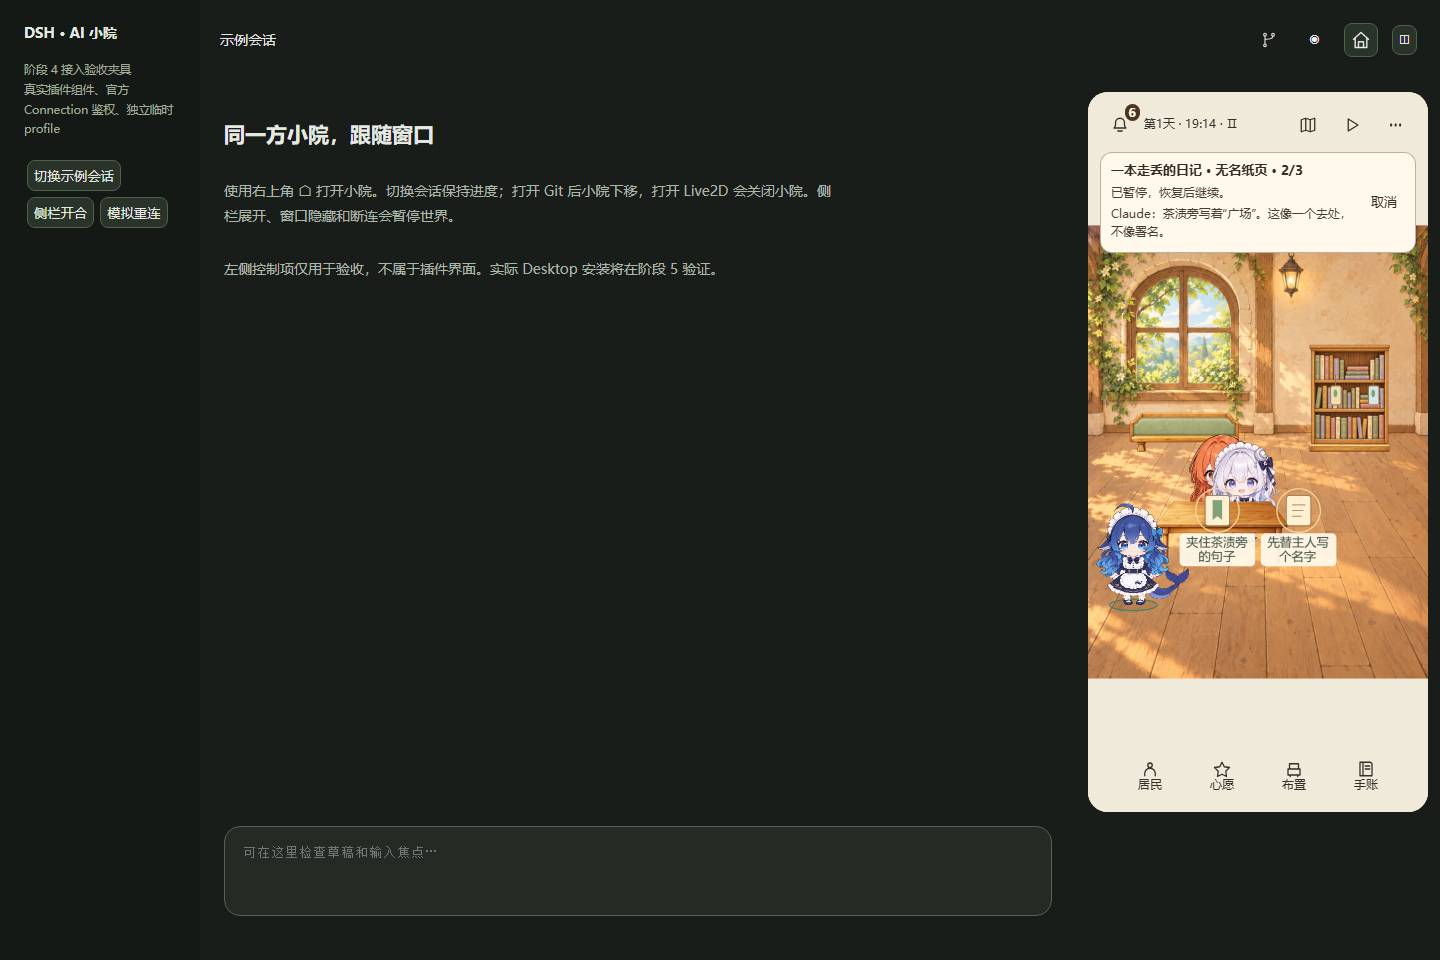 DSH • AI 小院
阶段 4 接入验收夹具
真实插件组件、官方
Connection 鉴权、独立临时
profile
切换示例会话
侧栏开合
模拟重连
示例会话
同一方小院，跟随窗口
使用右上角 ⌂ 打开小院。切换会话保持进度；打开 Git 后小院下移，打开 Live2D 会关闭小院。侧
栏展开、窗口隐藏和断连会暂停世界。
左侧控制项仅用于验收，不属于插件界面。实际 Desktop 安装将在阶段 5 验证。
可在这里检查草稿和输入焦点…
6
第1天 · 19:14 · Ⅱ
一本走丢的日记 • 无名纸页 • 2/3
已暂停，恢复后继续。
Claude：茶渍旁写着“广场”。这像一个去处，
不像署名。
取消
夹住茶渍旁
的句子
先替主人写
个名字
居民
心愿
布置
手账